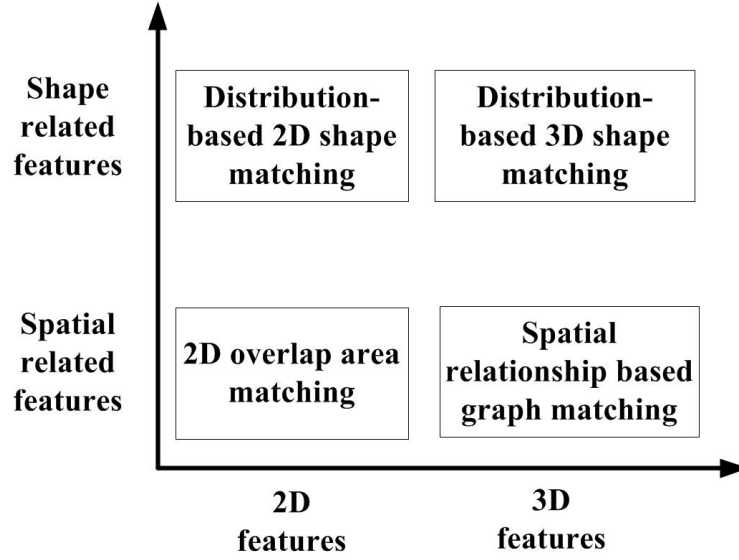 Shape
related
features
Distribution-
based 2D shape
matching
Distribution-
based 3D shape
matching
Spatial
related
features
2D overlap area
matching
Spatial
relationship based
graph matching
2D
features
3D
features